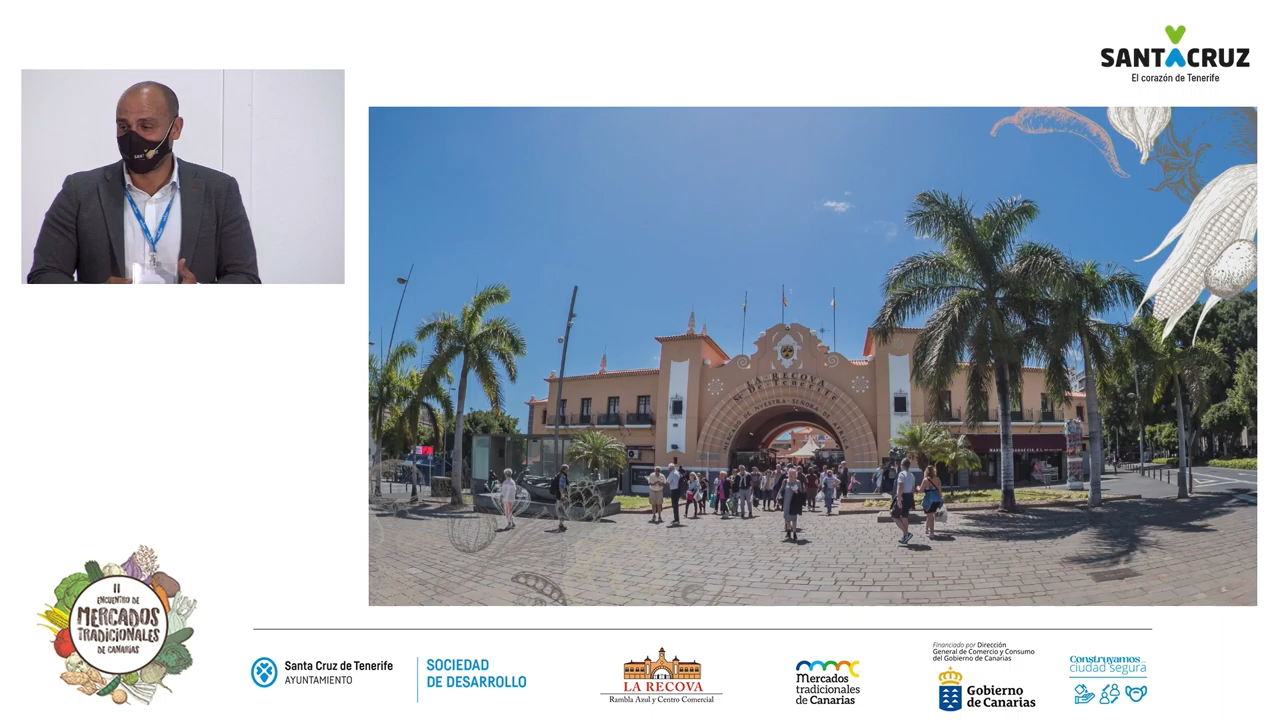 SANTACRUZ
El corazón de Tenerife
LA RECOVA
DE TENERIFE
MERCADO DE NUESTRA SEÑORA DE AFRICA
II
ENCUENTRO DE
MERCADOS
TRADICIONALES
DE CANARIAS
Santa Cruz de Tenerife
AYUNTAMIENTO
SOCIEDAD
DE DESARROLLO
LA RECOVA
Rambla Azul y Centro Comercial
Mercados
tradicionales
de Canarias
Financiado por Dirección
General de Comercio y Consumo
del Gobierno de Canarias
Gobierno
de Canarias
Construyamos
ciudad segura